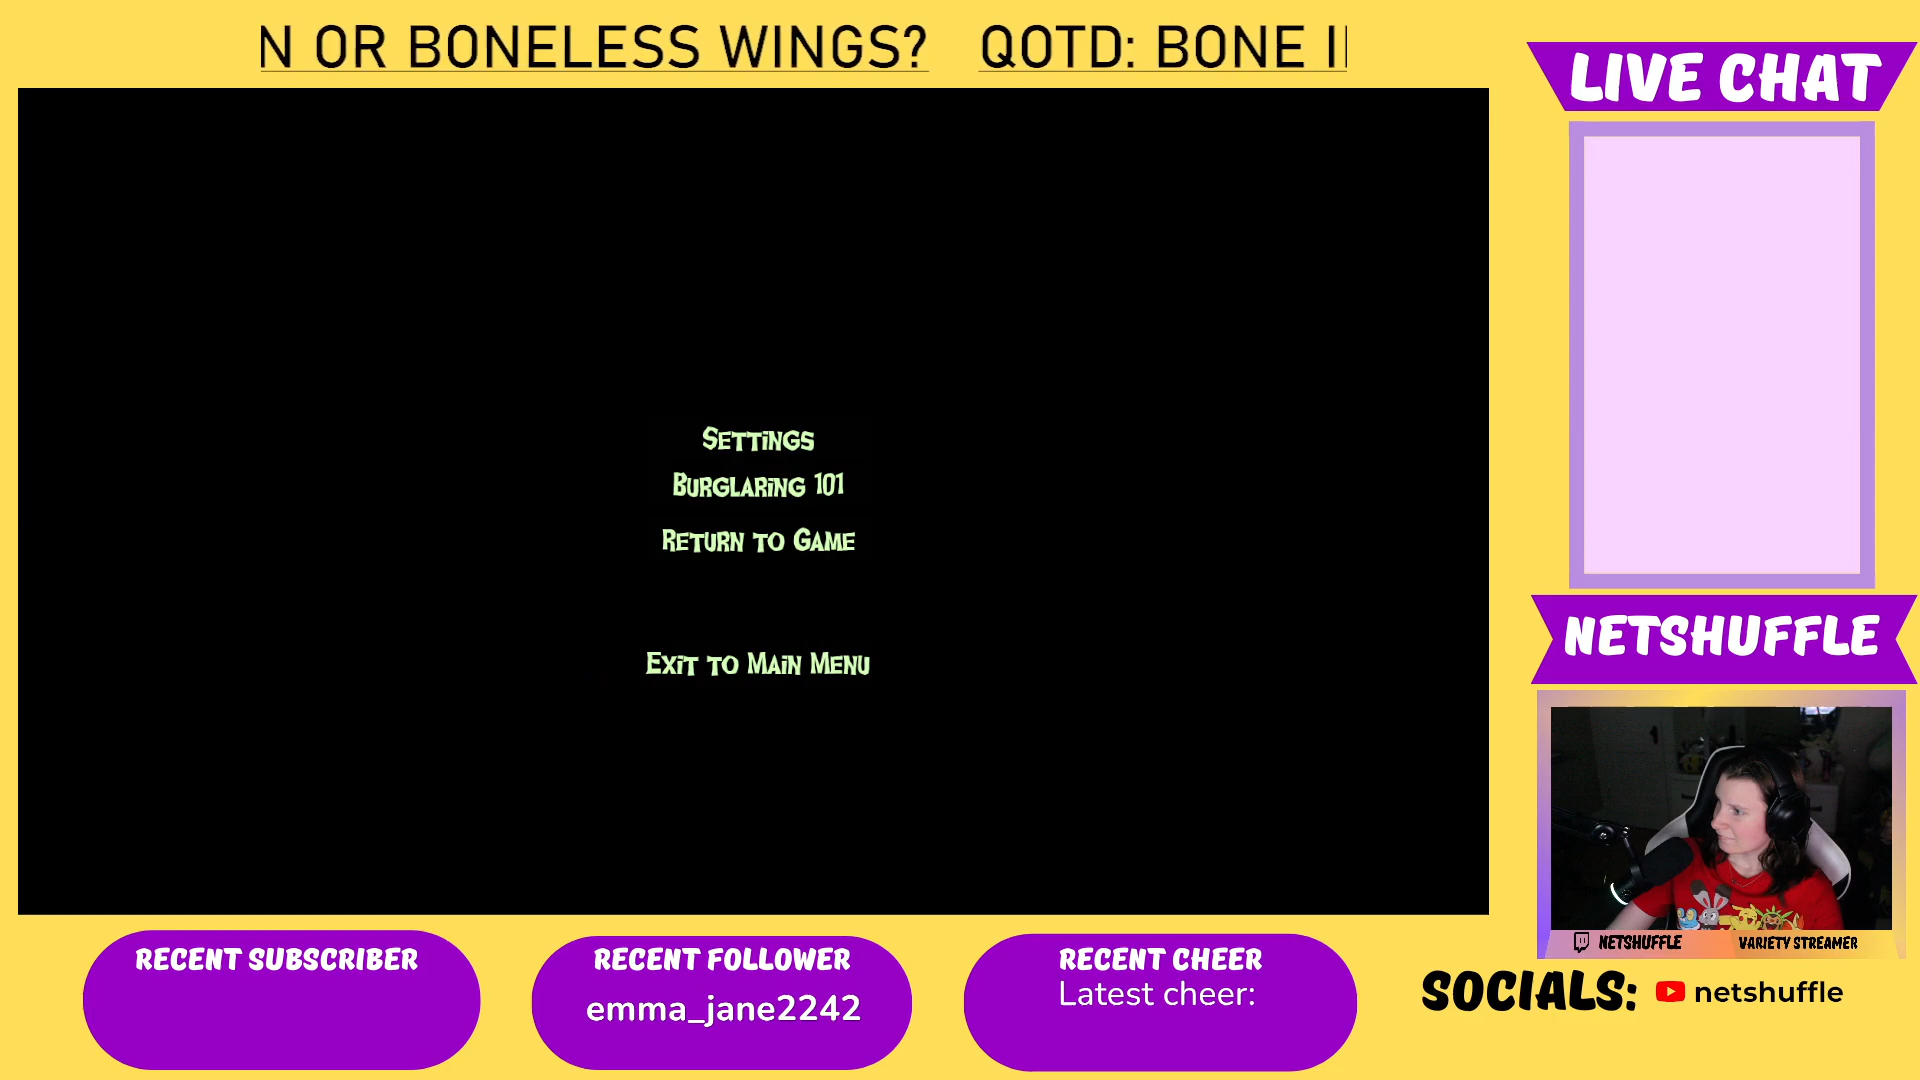 N OR BONELESS WINGS? QOTD: BONE I
LIVE CHAT
Settings
Burglaring 101
Return to Game
Exit to Main Menu
NETSHUFFLE
NETSHUFFLE VARIETY STREAMER
RECENT SUBSCRIBER
RECENT FOLLOWER
emma_jane2242
RECENT CHEER
Latest cheer:
SOCIALS: netshuffle